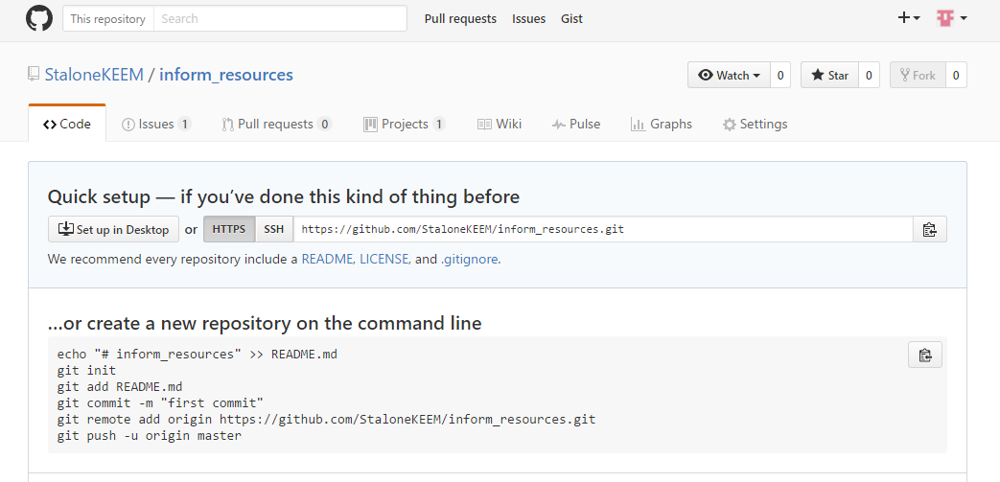 This repository Search Pull requests Issues Gist
StaloneKEEM / inform_resources Watch 0 Star 0 Fork 0
Code Issues 1 Pull requests 0 Projects 1 Wiki Pulse Graphs Settings
Quick setup — if you’ve done this kind of thing before
Set up in Desktop or HTTPS SSH https://github.com/StaloneKEEM/inform_resources.git
We recommend every repository include a README, LICENSE, and .gitignore.
…or create a new repository on the command line
echo "# inform_resources" >> README.md
git init
git add README.md
git commit -m "first commit"
git remote add origin https://github.com/StaloneKEEM/inform_resources.git
git push -u origin master